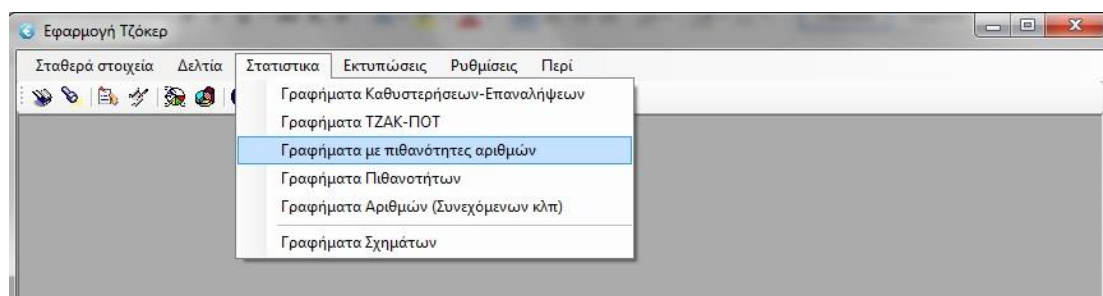 Εφαρμογή Τζόκερ
Σταθερά στοιχεία Δελτία Στατιστικα Εκτυπώσεις Ρυθμίσεις Περί
Γραφήματα Καθυστερήσεων-Επαναλήψεων
Γραφήματα ΤΖΑΚ-ΠΟΤ
Γραφήματα με πιθανότητες αριθμών
Γραφήματα Πιθανοτήτων
Γραφήματα Αριθμών (Συνεχόμενων κλπ)
Γραφήματα Σχημάτων